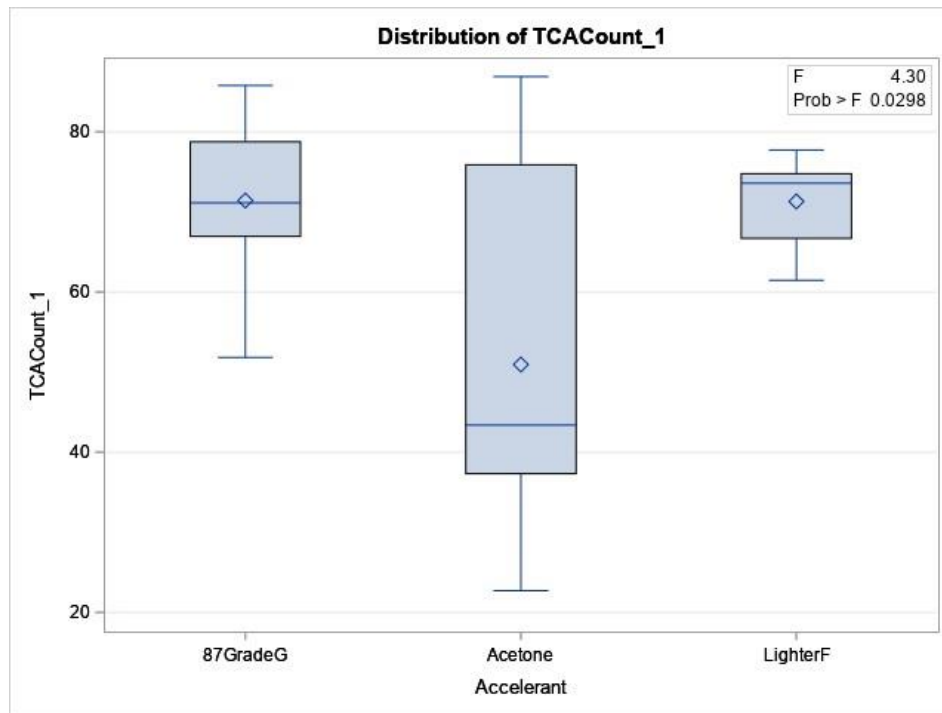 Distribution of TCACount_1
F 4.30
Prob > F 0.0298
80
60
40
20
TCACount_1
87GradeG Acetone LighterF
Accelerant